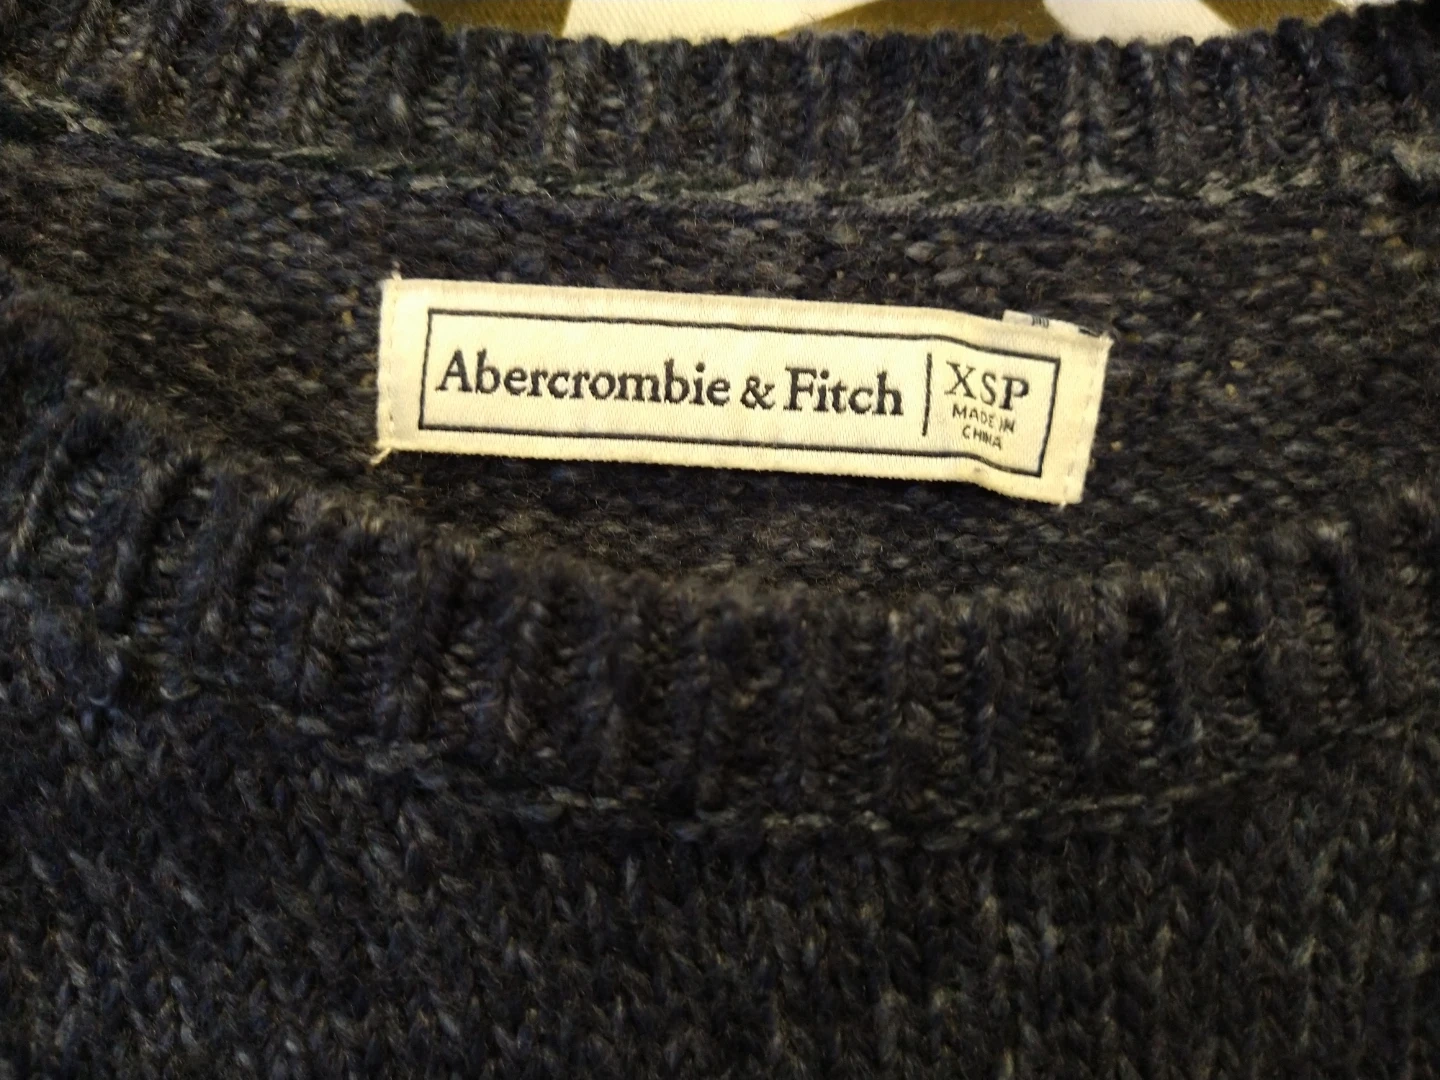 Abercrombie & Fitch
XSP
MADE IN
CHINA